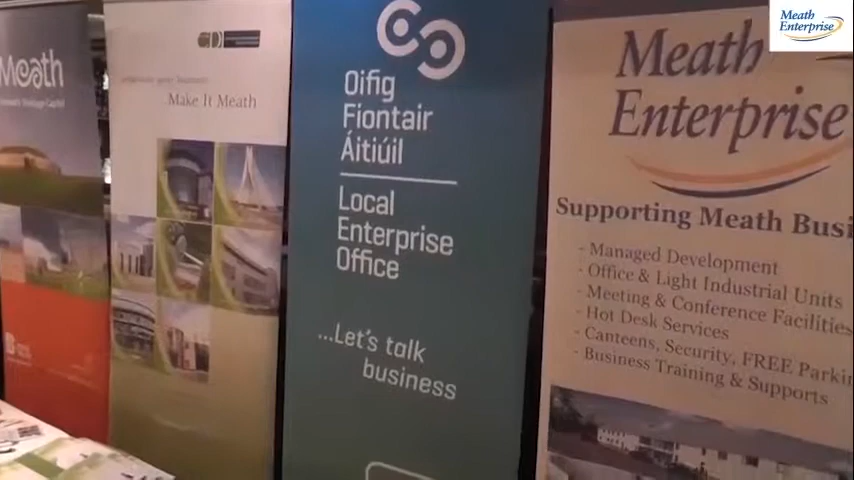 Meath
CDI
Make It Meath
Oifig
Fiontair
Áitiúil
Local
Enterprise
Office
...Let's talk
business
Meath
Enterprise
Supporting Meath Busi
- Managed Development
- Office & Light Industrial Units
- Meeting & Conference Facilities
- Hot Desk Services
- Canteens, Security, FREE Parkin
- Business Training & Supports
Meath
Enterprise